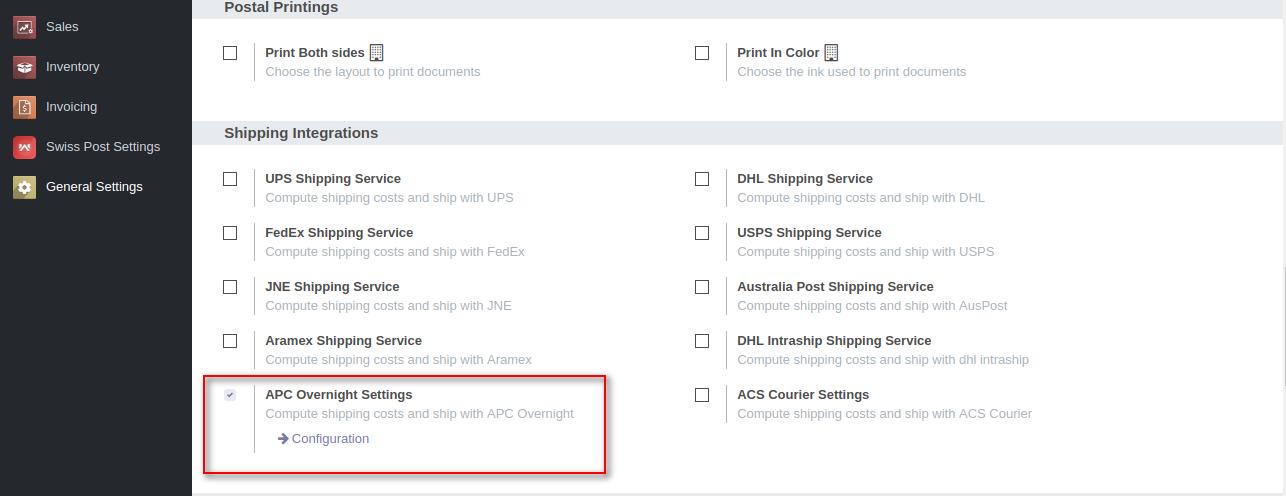 Sales
Inventory
Invoicing
Swiss Post Settings
General Settings
Postal Printings
Print Both sides
Choose the layout to print documents
Print In Color
Choose the ink used to print documents
Shipping Integrations
UPS Shipping Service
Compute shipping costs and ship with UPS
DHL Shipping Service
Compute shipping costs and ship with DHL
FedEx Shipping Service
Compute shipping costs and ship with FedEx
USPS Shipping Service
Compute shipping costs and ship with USPS
JNE Shipping Service
Compute shipping costs and ship with JNE
Australia Post Shipping Service
Compute shipping costs and ship with AusPost
Aramex Shipping Service
Compute shipping costs and ship with Aramex
DHL Intraship Shipping Service
Compute shipping costs and ship with dhl intraship
APC Overnight Settings
Compute shipping costs and ship with APC Overnight
Configuration
ACS Courier Settings
Compute shipping costs and ship with ACS Courier